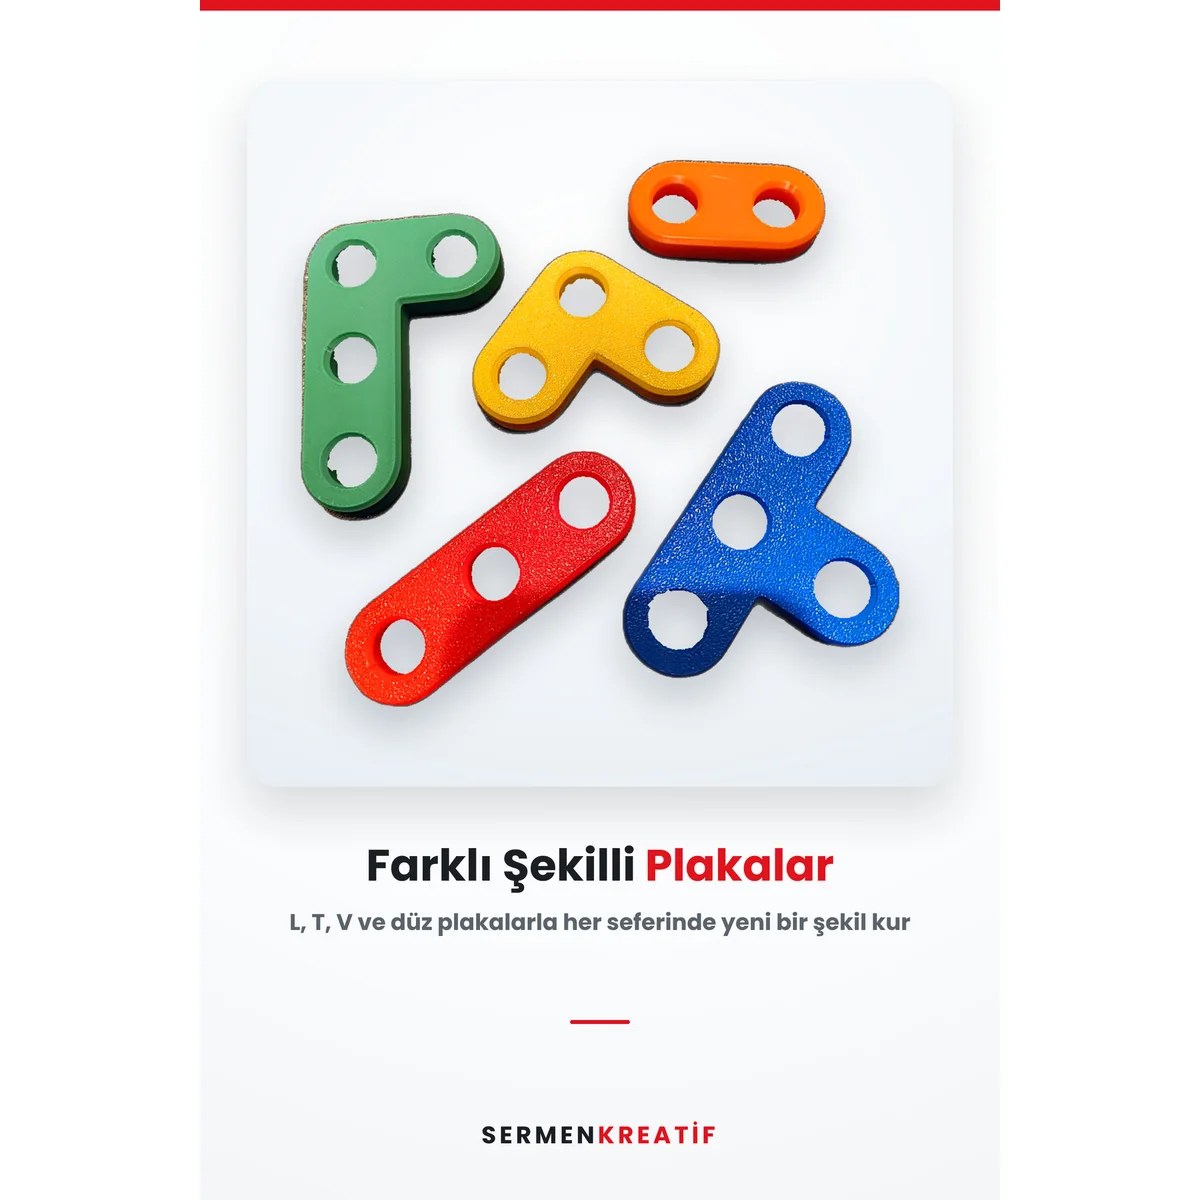 Farklı Şekilli Plakalar
L, T, V ve düz plakalarla her seferinde yeni bir şekil kur
SERMENKREATİF